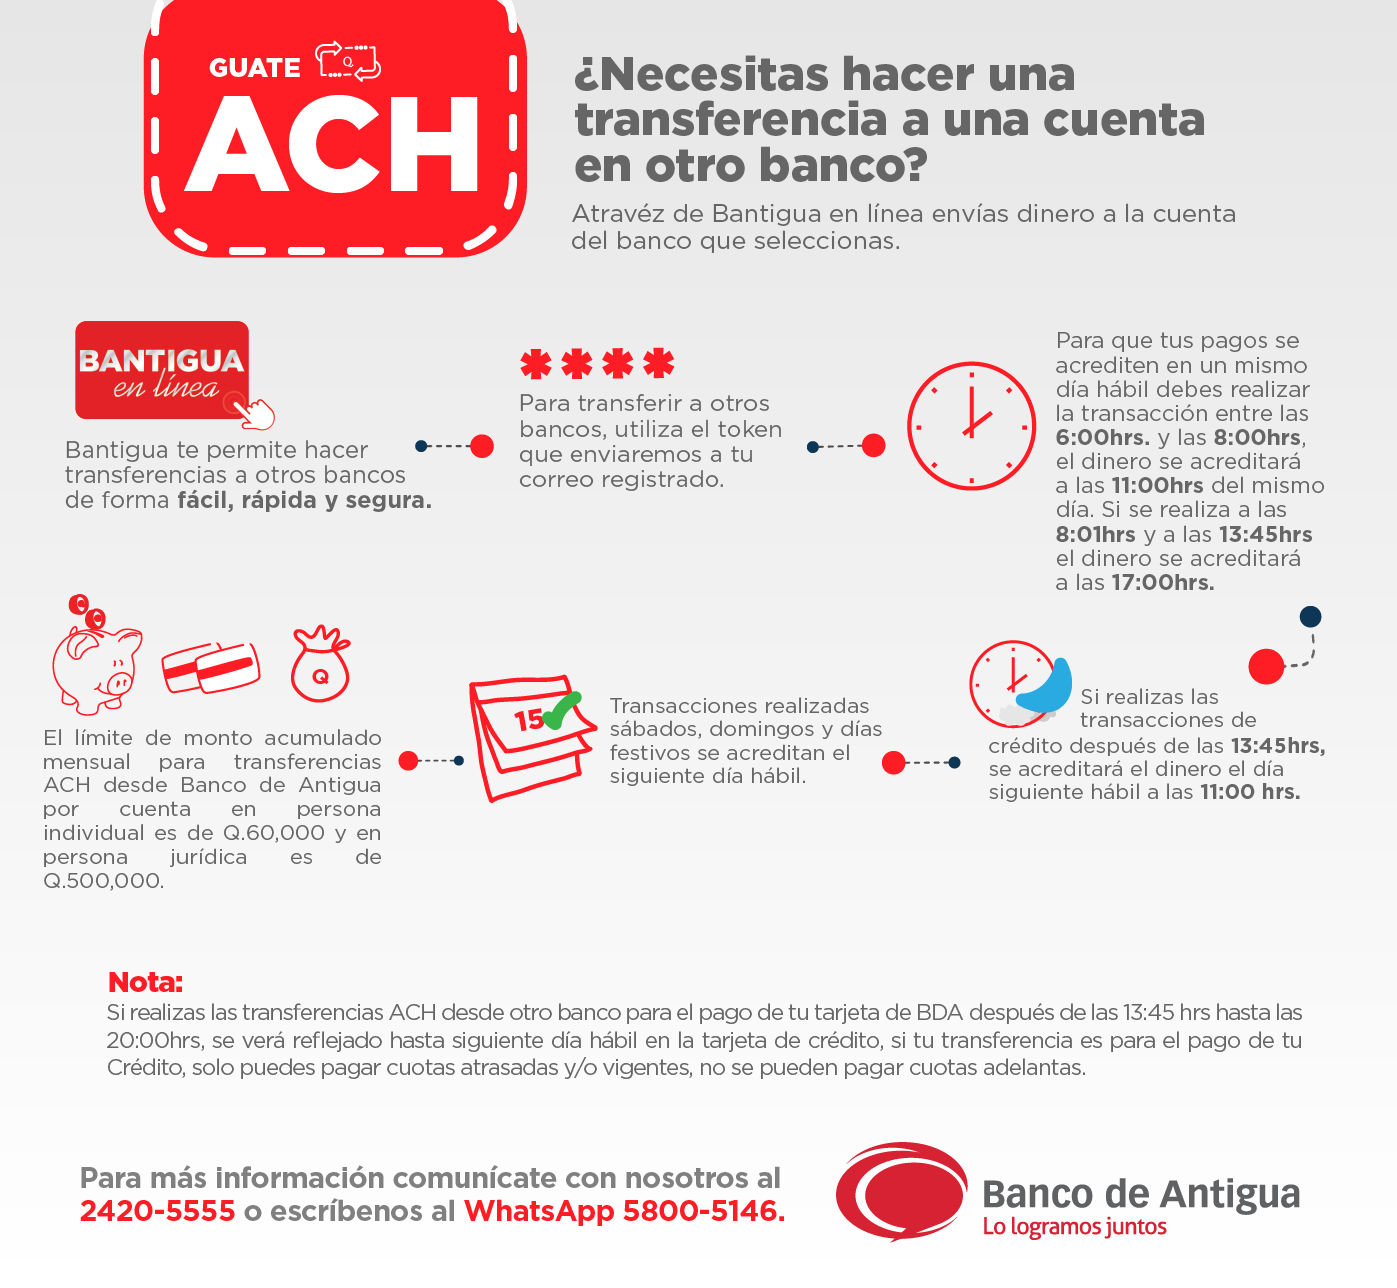 GUATE
Q
ACH
¿Necesitas hacer una
transferencia a una cuenta
en otro banco?
Atravéz de Bantigua en línea envías dinero a la cuenta
del banco que seleccionas.
BANTIGUA
en línea
Bantigua te permite hacer
transferencias a otros bancos
de forma fácil, rápida y segura.
****
Para transferir a otros
bancos, utiliza el token
que enviaremos a tu
correo registrado.
Para que tus pagos se
acrediten en un mismo
día hábil debes realizar
la transacción entre las
6:00hrs. y las 8:00hrs,
el dinero se acreditará
a las 11:00hrs del mismo
día. Si se realiza a las
8:01hrs y a las 13:45hrs
el dinero se acreditará
a las 17:00hrs.
Si realizas las
transacciones de
crédito después de las 13:45hrs,
se acreditará el dinero el día
siguiente hábil a las 11:00 hrs.
15
Transacciones realizadas
sábados, domingos y días
festivos se acreditan el
siguiente día hábil.
Q
El límite de monto acumulado
mensual para transferencias
ACH desde Banco de Antigua
por cuenta en persona
individual es de Q.60,000 y en
persona jurídica es de
Q.500,000.
Nota:
Si realizas las transferencias ACH desde otro banco para el pago de tu tarjeta de BDA después de las 13:45 hrs hasta las
20:00hrs, se verá reflejado hasta siguiente día hábil en la tarjeta de crédito, si tu transferencia es para el pago de tu
Crédito, solo puedes pagar cuotas atrasadas y/o vigentes, no se pueden pagar cuotas adelantas.
Para más información comunícate con nosotros al
2420-5555 o escríbenos al WhatsApp 5800-5146.
Banco de Antigua
Lo logramos juntos